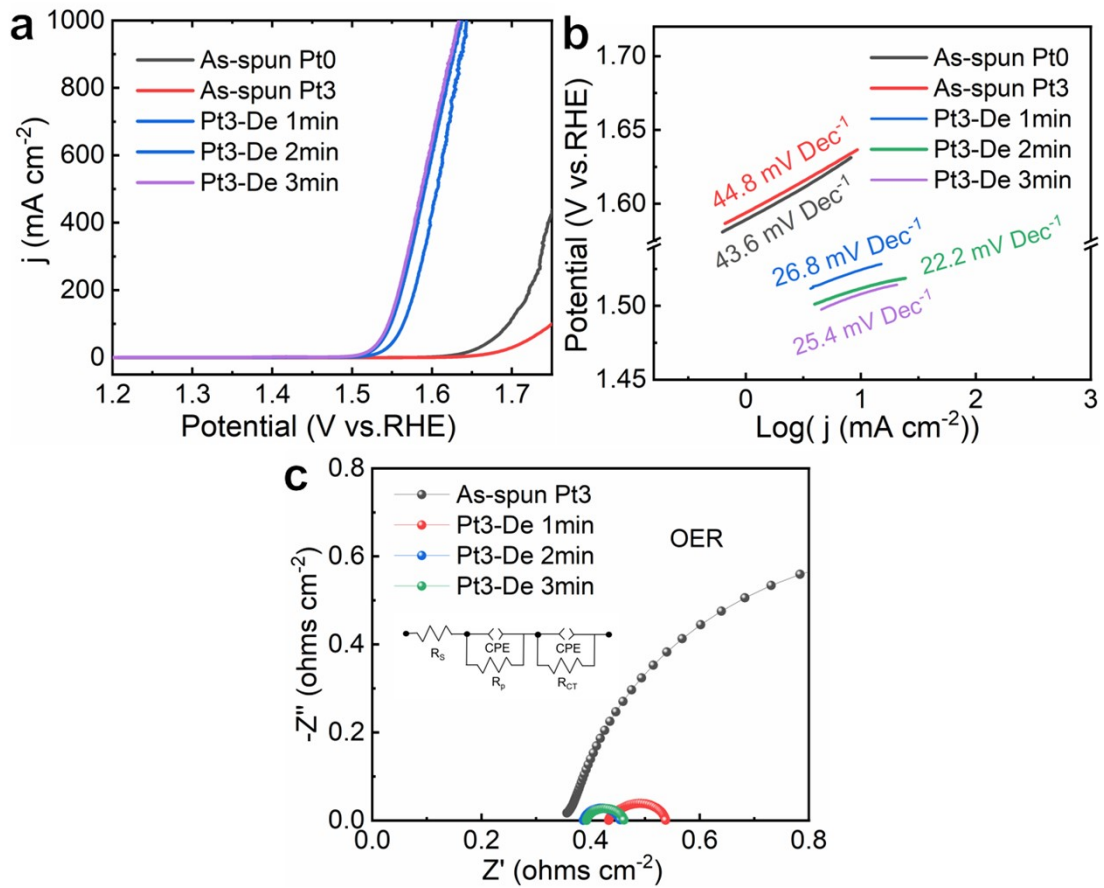 a
1000
800
600
400
200
0
j (mA cm-2)
As-spun Pt0
As-spun Pt3
Pt3-De 1min
Pt3-De 2min
Pt3-De 3min
1.2 1.3 1.4 1.5 1.6 1.7
Potential (V vs.RHE)
b
1.70
1.65
1.60
1.50
1.45
Potential (V vs.RHE)
As-spun Pt0
As-spun Pt3
Pt3-De 1min
Pt3-De 2min
Pt3-De 3min
44.8 mV Dec-1
43.6 mV Dec-1
26.8 mV Dec-1
22.2 mV Dec-1
25.4 mV Dec-1
0 1 2 3
Log( j (mA cm-2))
c
0.8
0.6
0.4
0.2
0.0
-Z" (ohms cm-2)
As-spun Pt3
Pt3-De 1min
Pt3-De 2min
Pt3-De 3min
OER
RS
CPE
Rp
CPE
RCT
0.0 0.4 0.6 0.8
Z' (ohms cm-2)